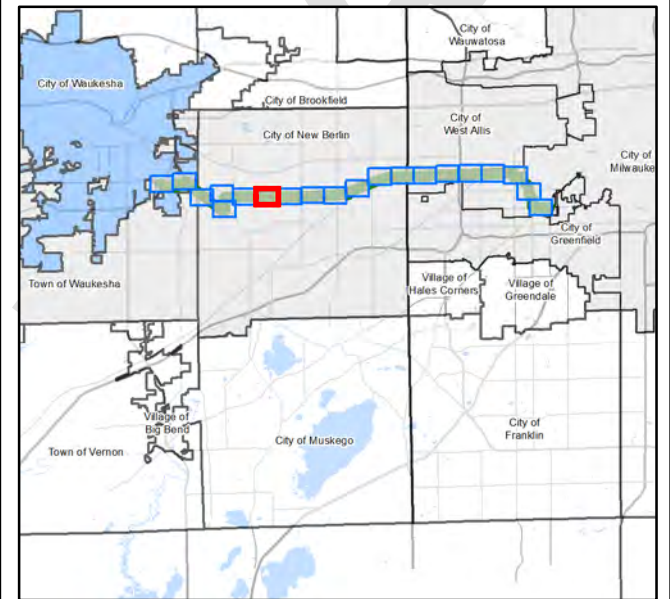 City of
Wauwatosa
City of Waukesha
City of Brookfield
City of
West Allis
City of New Berlin
City of
Milwaukee
City of
Greenfield
Town of Waukesha
Village of
Hales Corners
Village of
Greendale
Village of
Big Bend
City of
Franklin
City of Muskego
Town of Vernon